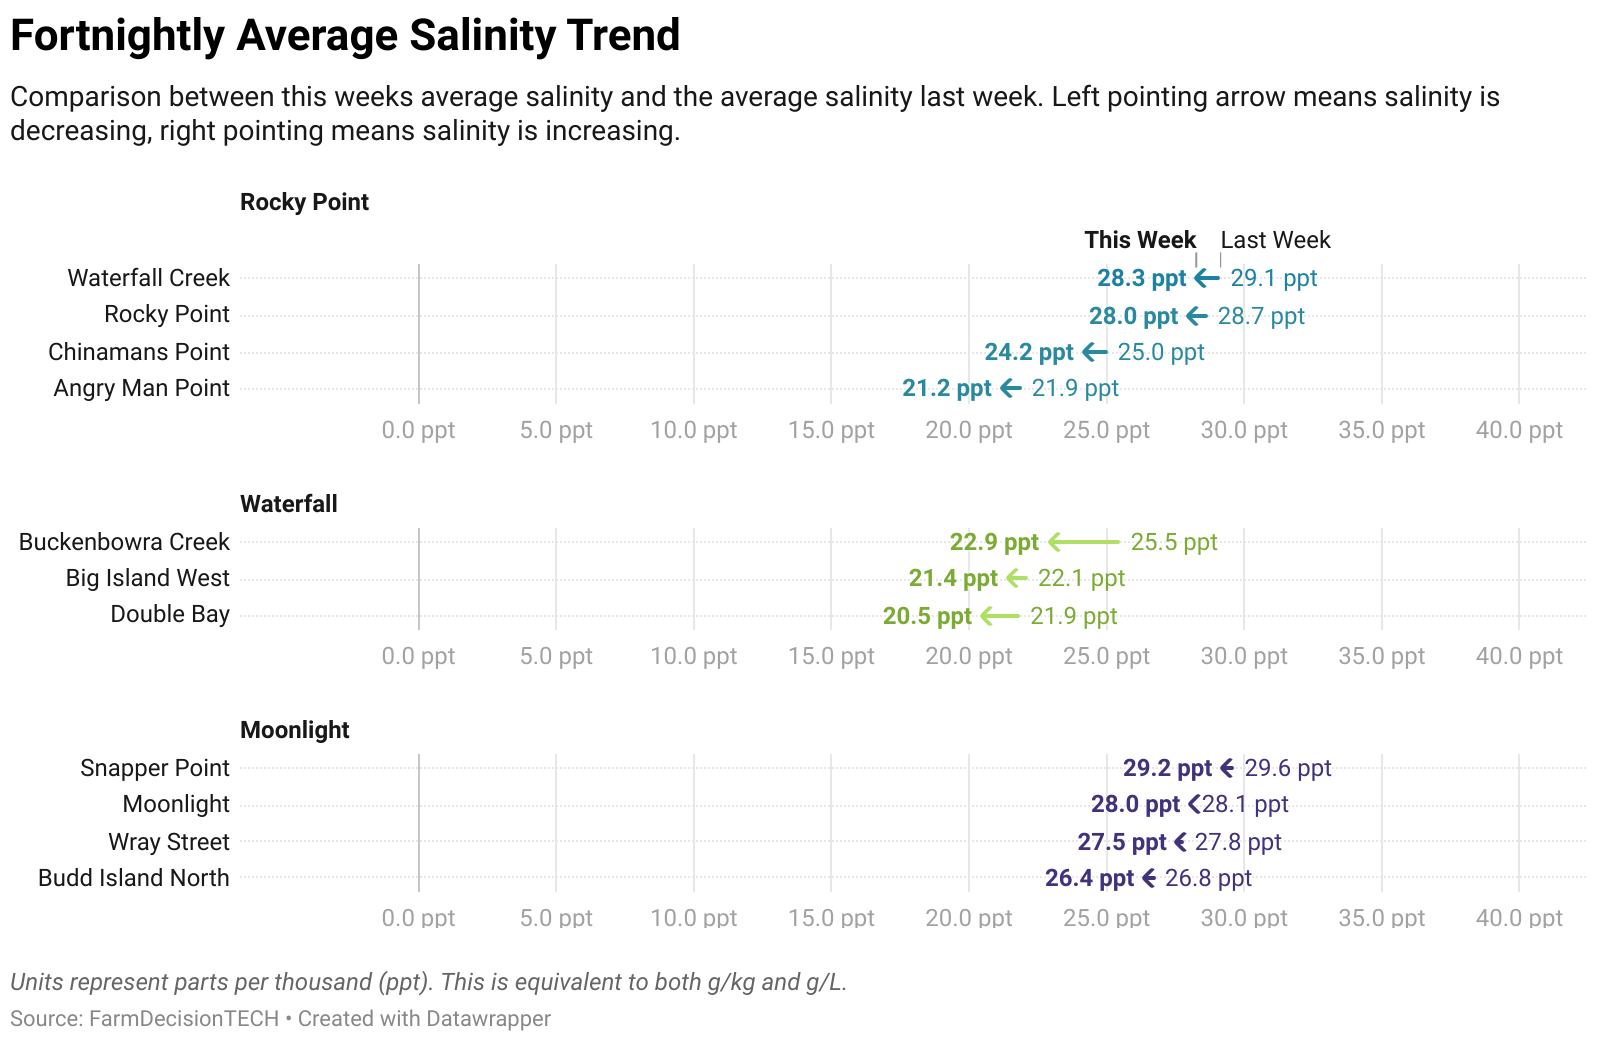 Fortnightly Average Salinity Trend
Comparison between this weeks average salinity and the average salinity last week. Left pointing arrow means salinity is
decreasing, right pointing means salinity is increasing.
Rocky Point
This Week Last Week
Waterfall Creek 28.3 ppt 29.1 ppt
Rocky Point 28.0 ppt 28.7 ppt
Chinamans Point 24.2 ppt 25.0 ppt
Angry Man Point 21.2 ppt 21.9 ppt
0.0 ppt 5.0 ppt 10.0 ppt 15.0 ppt 20.0 ppt 25.0 ppt 30.0 ppt 35.0 ppt 40.0 ppt
Waterfall
Buckenbowra Creek 22.9 ppt 25.5 ppt
Big Island West 21.4 ppt 22.1 ppt
Double Bay 20.5 ppt 21.9 ppt
0.0 ppt 5.0 ppt 10.0 ppt 15.0 ppt 20.0 ppt 25.0 ppt 30.0 ppt 35.0 ppt 40.0 ppt
Moonlight
Snapper Point 29.2 ppt 29.6 ppt
Moonlight 28.0 ppt 28.1 ppt
Wray Street 27.5 ppt 27.8 ppt
Budd Island North 26.4 ppt 26.8 ppt
0.0 ppt 5.0 ppt 10.0 ppt 15.0 ppt 20.0 ppt 25.0 ppt 30.0 ppt 35.0 ppt 40.0 ppt
Units represent parts per thousand (ppt). This is equivalent to both g/kg and g/L.
Source: FarmDecisionTECH • Created with Datawrapper